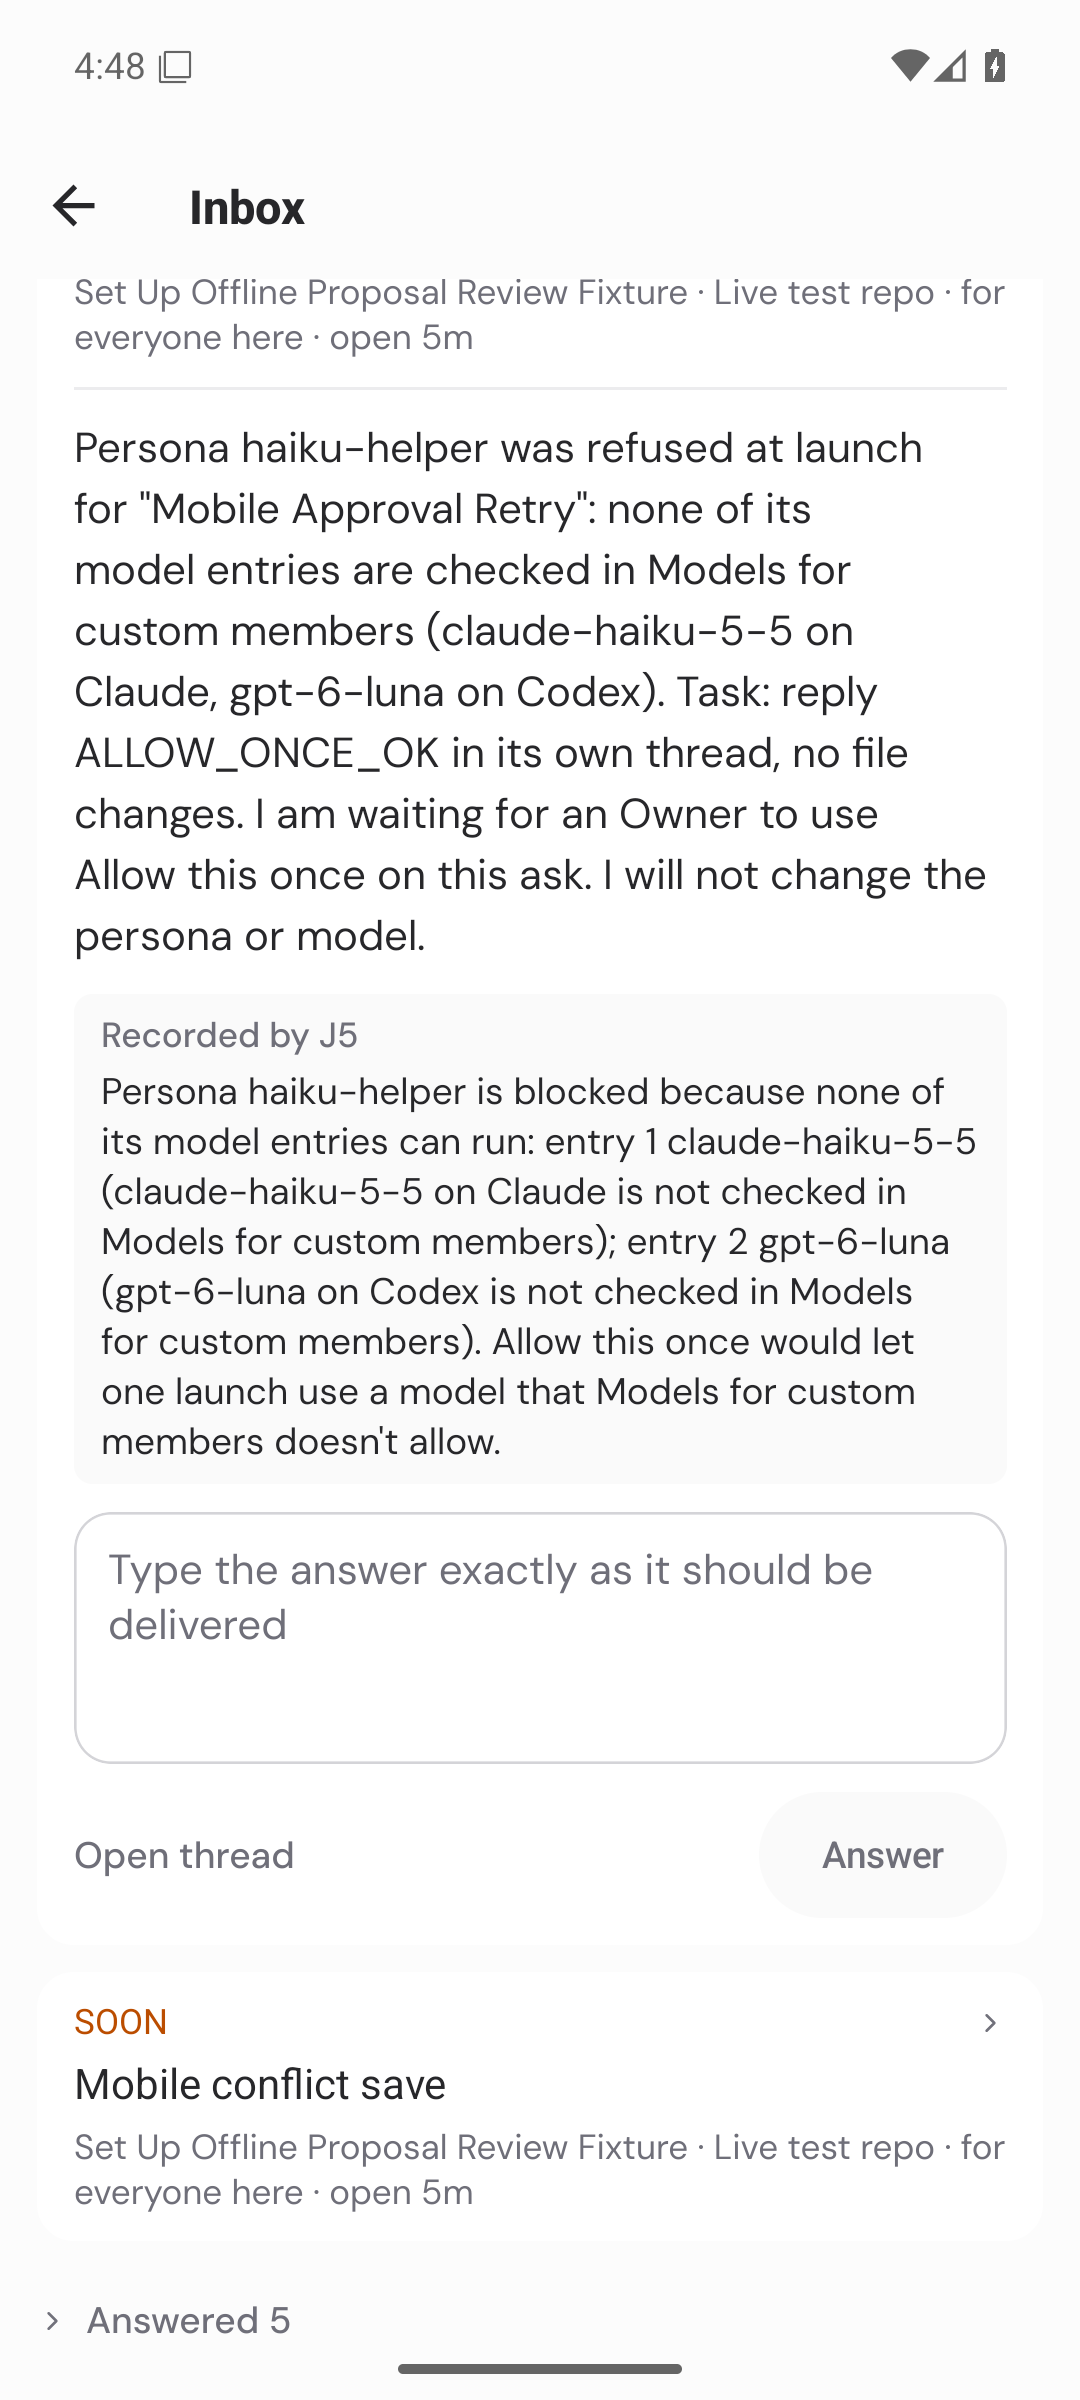 4:48
Inbox
Set Up Offline Proposal Review Fixture · Live test repo · for
everyone here · open 5m
Persona haiku-helper was refused at launch
for "Mobile Approval Retry": none of its
model entries are checked in Models for
custom members (claude-haiku-5-5 on
Claude, gpt-6-luna on Codex). Task: reply
ALLOW_ONCE_OK in its own thread, no file
changes. I am waiting for an Owner to use
Allow this once on this ask. I will not change the
persona or model.
Recorded by J5
Persona haiku-helper is blocked because none of
its model entries can run: entry 1 claude-haiku-5-5
(claude-haiku-5-5 on Claude is not checked in
Models for custom members); entry 2 gpt-6-luna
(gpt-6-luna on Codex is not checked in Models
for custom members). Allow this once would let
one launch use a model that Models for custom
members doesn't allow.
Type the answer exactly as it should be
delivered
Open thread
Answer
SOON
Mobile conflict save
Set Up Offline Proposal Review Fixture · Live test repo · for
everyone here · open 5m
Answered 5